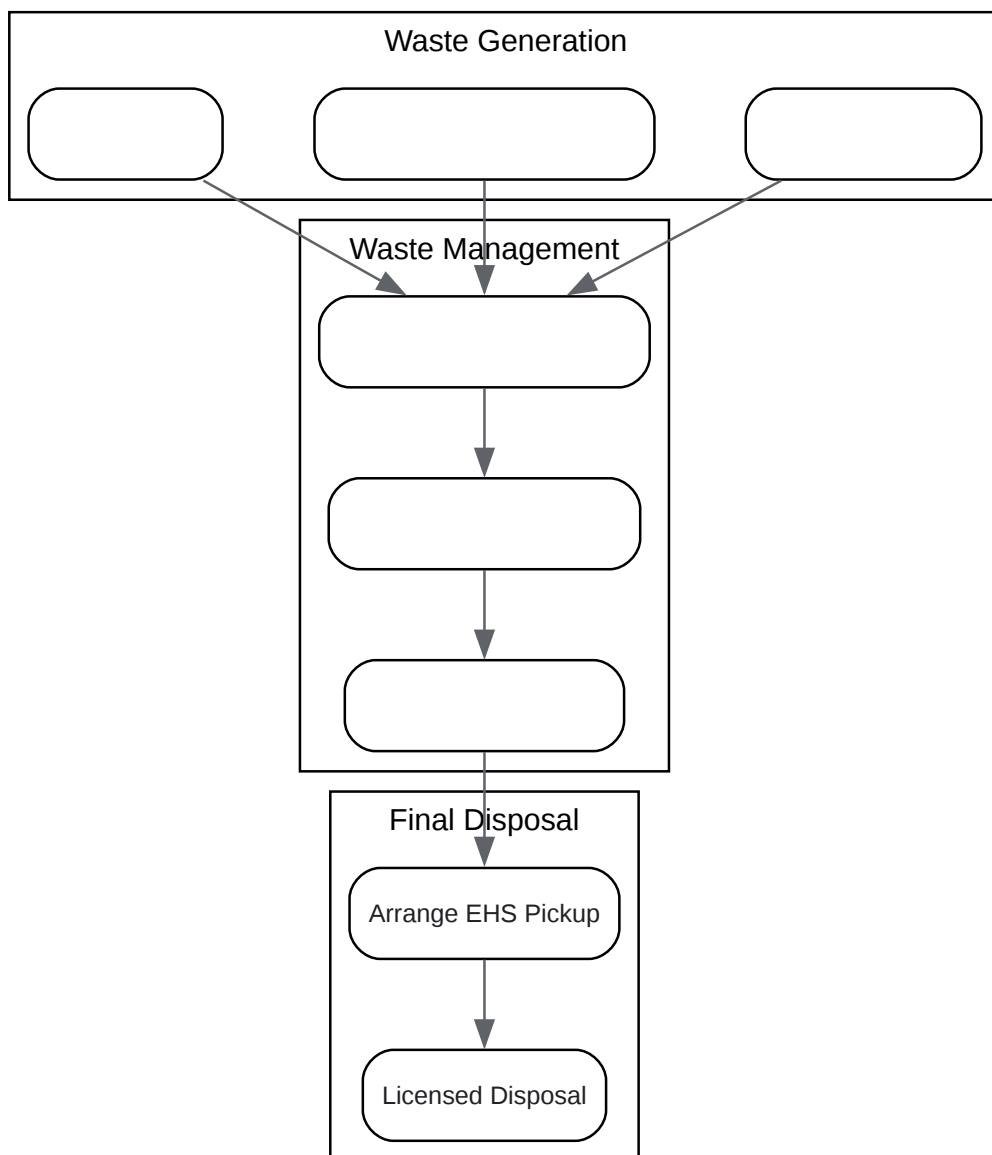 Waste Generation
Waste Management
Final Disposal
Arrange EHS Pickup
Licensed Disposal